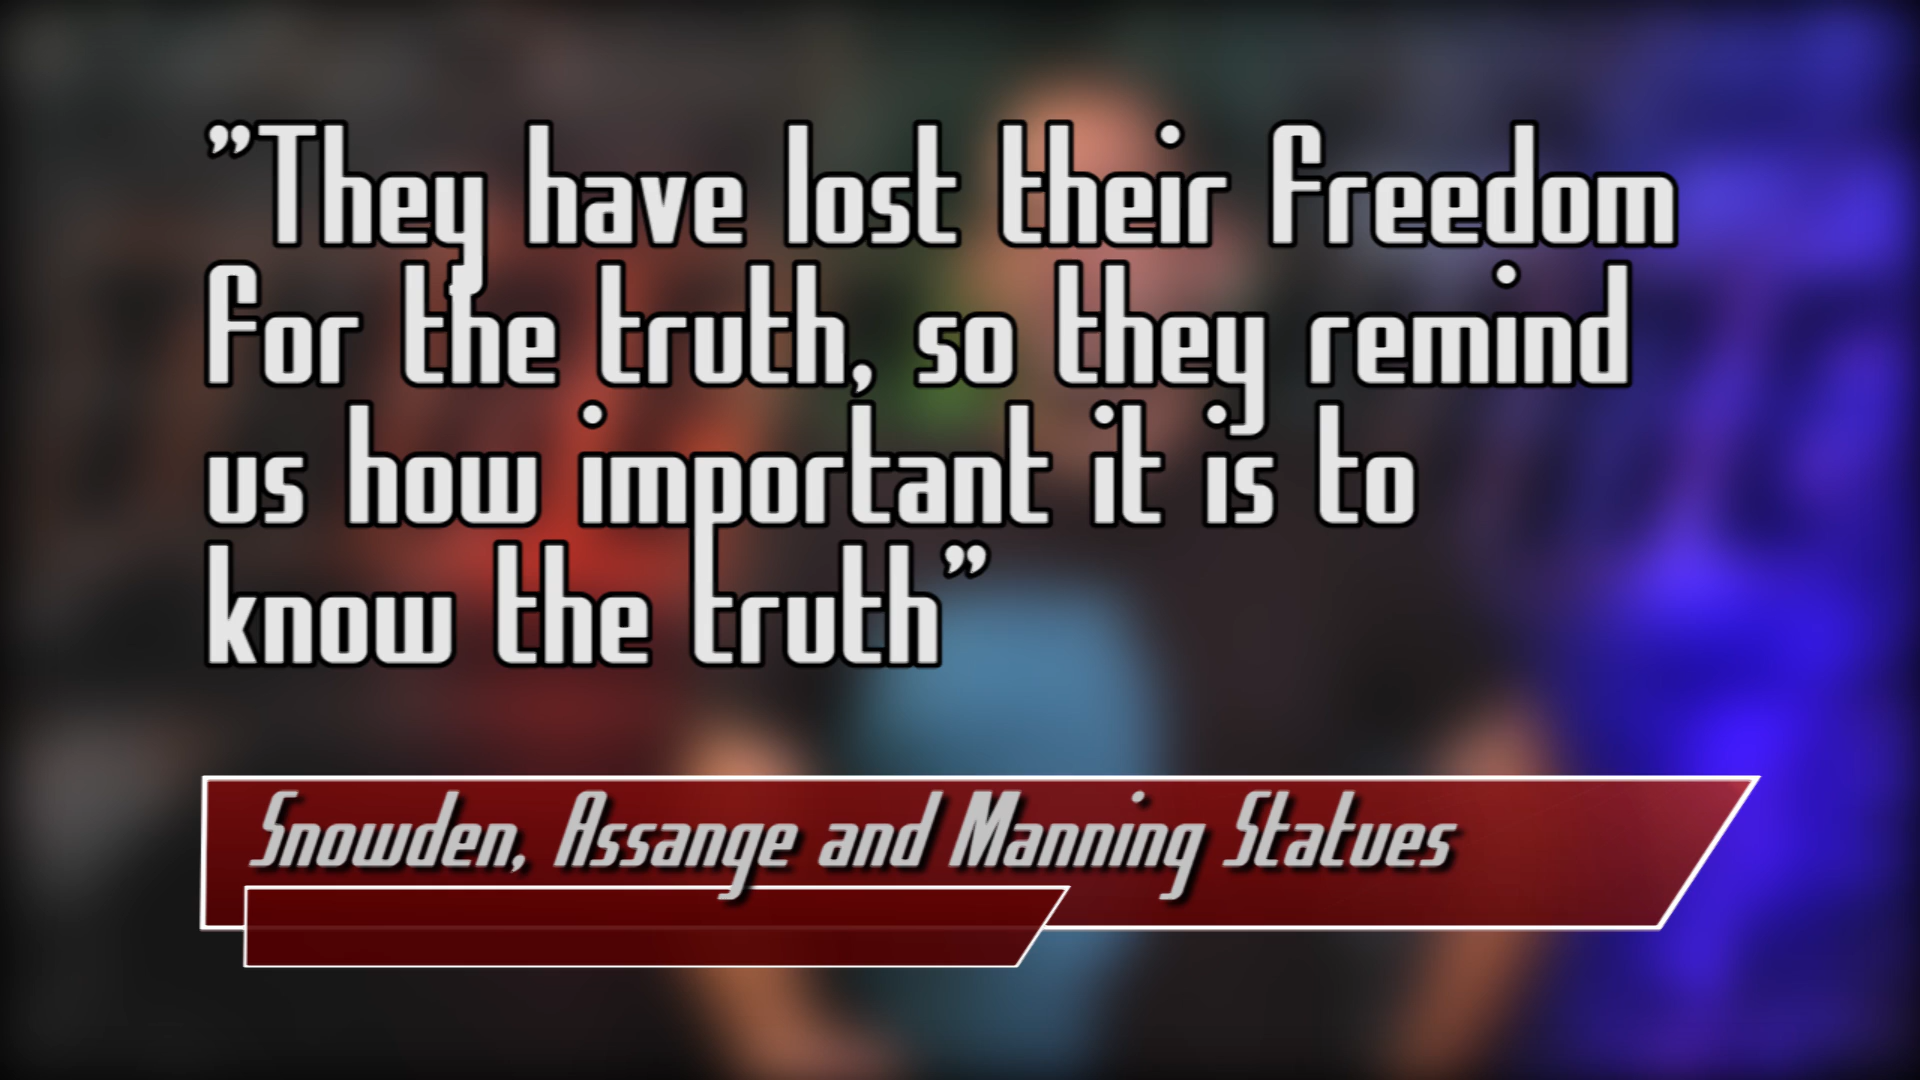 ”They have lost their freedom
for the truth, so they remind
us how important it is to
know the truth”
Snowden, Assange and Manning Statues